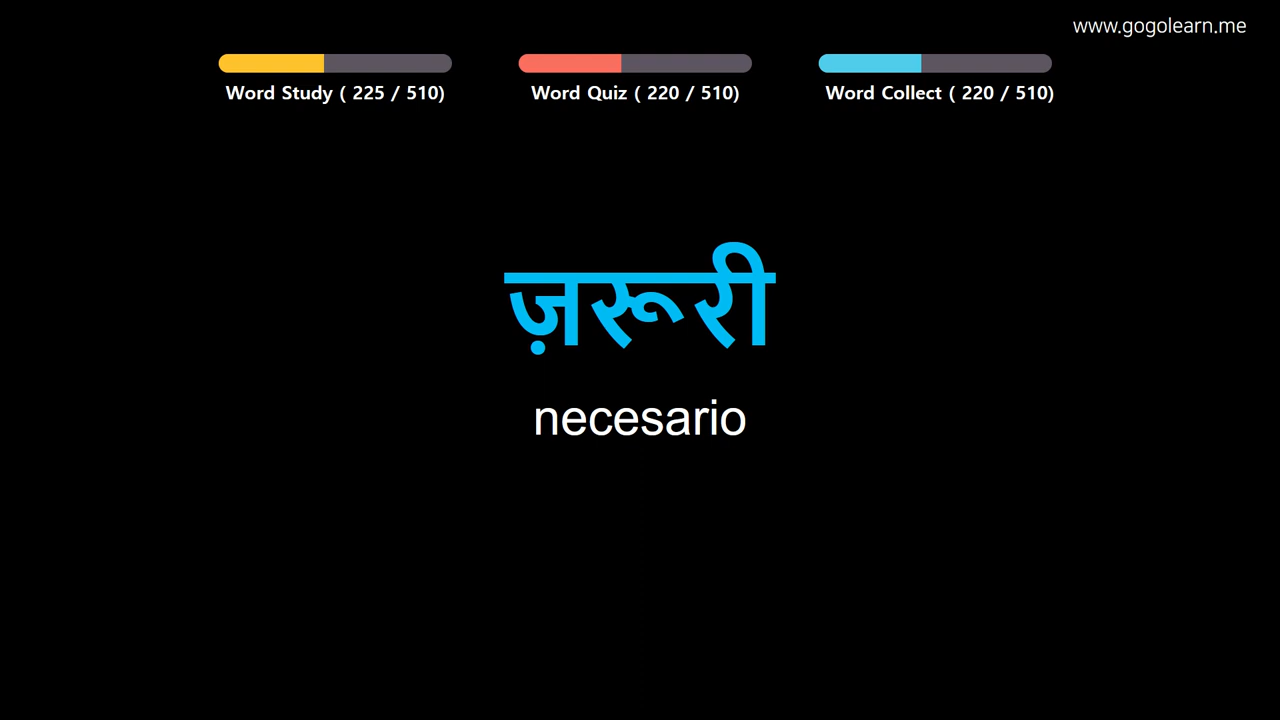 www.gogolearn.me
Word Study ( 225 / 510)
Word Quiz ( 220 / 510)
Word Collect ( 220 / 510)
ज़रूरी
necesario